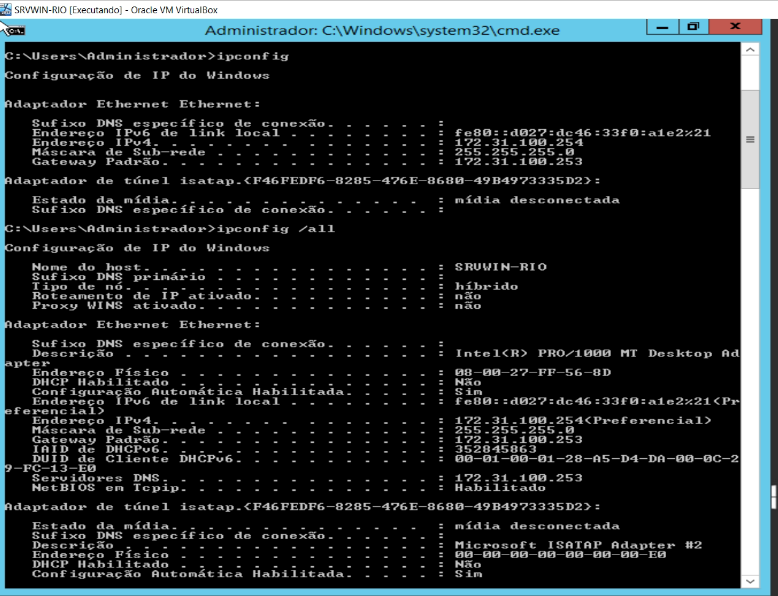 SRVWIN-RIO [Executando] - Oracle VM VirtualBox
Administrador: C:\Windows\system32\cmd.exe
C:\Users\Administrador>ipconfig
Configuração de IP do Windows
Adaptador Ethernet Ethernet:
Sufixo DNS específico de conexão. . . . . . :
Endereço IPv6 de link local . . . . . . . . : fe80::d027:dc46:33f0:a1e2%21
Endereço IPv4. . . . . . . . . . . . . . . : 172.31.100.254
Máscara de Sub-rede . . . . . . . . . . . . : 255.255.255.0
Gateway Padrão. . . . . . . . . . . . . . . : 172.31.100.253
Adaptador de túnel isatap.{F46FEDF6-8285-476E-8680-49B4973335D2}:
Estado da mídia. . . . . . . . . . . . . . : mídia desconectada
Sufixo DNS específico de conexão. . . . . . :
C:\Users\Administrador>ipconfig /all
Configuração de IP do Windows
Nome do host. . . . . . . . . . . . . . . . : SRVWIN-RIO
Sufixo DNS primário . . . . . . . . . . . . :
Tipo de nó. . . . . . . . . . . . . . . . . : híbrido
Roteamento de IP ativado. . . . . . . . . . : não
Proxy WINS ativado. . . . . . . . . . . . . : não
Adaptador Ethernet Ethernet:
Sufixo DNS específico de conexão. . . . . . :
Descrição . . . . . . . . . . . . . . . . . : Intel(R) PRO/1000 MT Desktop Ad
apter
Endereço Físico . . . . . . . . . . . . . . : 08-00-27-FF-56-8D
DHCP Habilitado . . . . . . . . . . . . . . : Não
Configuração Automática Habilitada. . . . . : Sim
Endereço IPv6 de link local . . . . . . . . : fe80::d027:dc46:33f0:a1e2%21(Pr
eferencial)
Endereço IPv4. . . . . . . . . . . . . . . : 172.31.100.254(Preferencial)
Máscara de Sub-rede . . . . . . . . . . . . : 255.255.255.0
Gateway Padrão. . . . . . . . . . . . . . . : 172.31.100.253
IAID de DHCPv6. . . . . . . . . . . . . . . : 352845863
DUID de Cliente DHCPv6. . . . . . . . . . . : 00-01-00-01-28-A5-D4-DA-00-0C-2
9-FC-13-E0
Servidores DNS. . . . . . . . . . . . . . . : 172.31.100.253
NetBIOS em Tcpip. . . . . . . . . . . . . . : Habilitado
Adaptador de túnel isatap.{F46FEDF6-8285-476E-8680-49B4973335D2}:
Estado da mídia. . . . . . . . . . . . . . : mídia desconectada
Sufixo DNS específico de conexão. . . . . . :
Descrição . . . . . . . . . . . . . . . . . : Microsoft ISATAP Adapter #2
Endereço Físico . . . . . . . . . . . . . . : 00-00-00-00-00-00-00-E0
DHCP Habilitado . . . . . . . . . . . . . . : Não
Configuração Automática Habilitada. . . . . : Sim